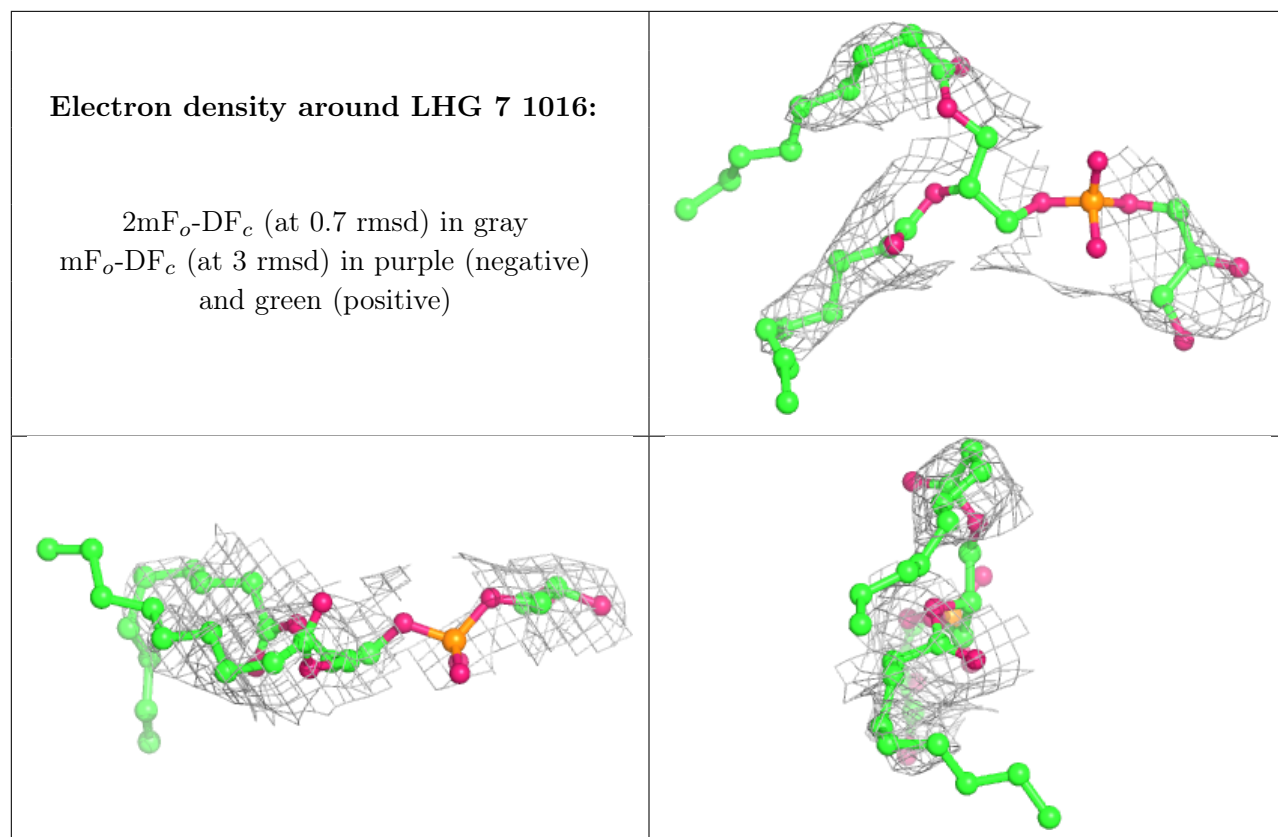 Electron density around LHG 7 1016:
2mFo-DFc (at 0.7 rmsd) in gray
mFo-DFc (at 3 rmsd) in purple (negative)
and green (positive)